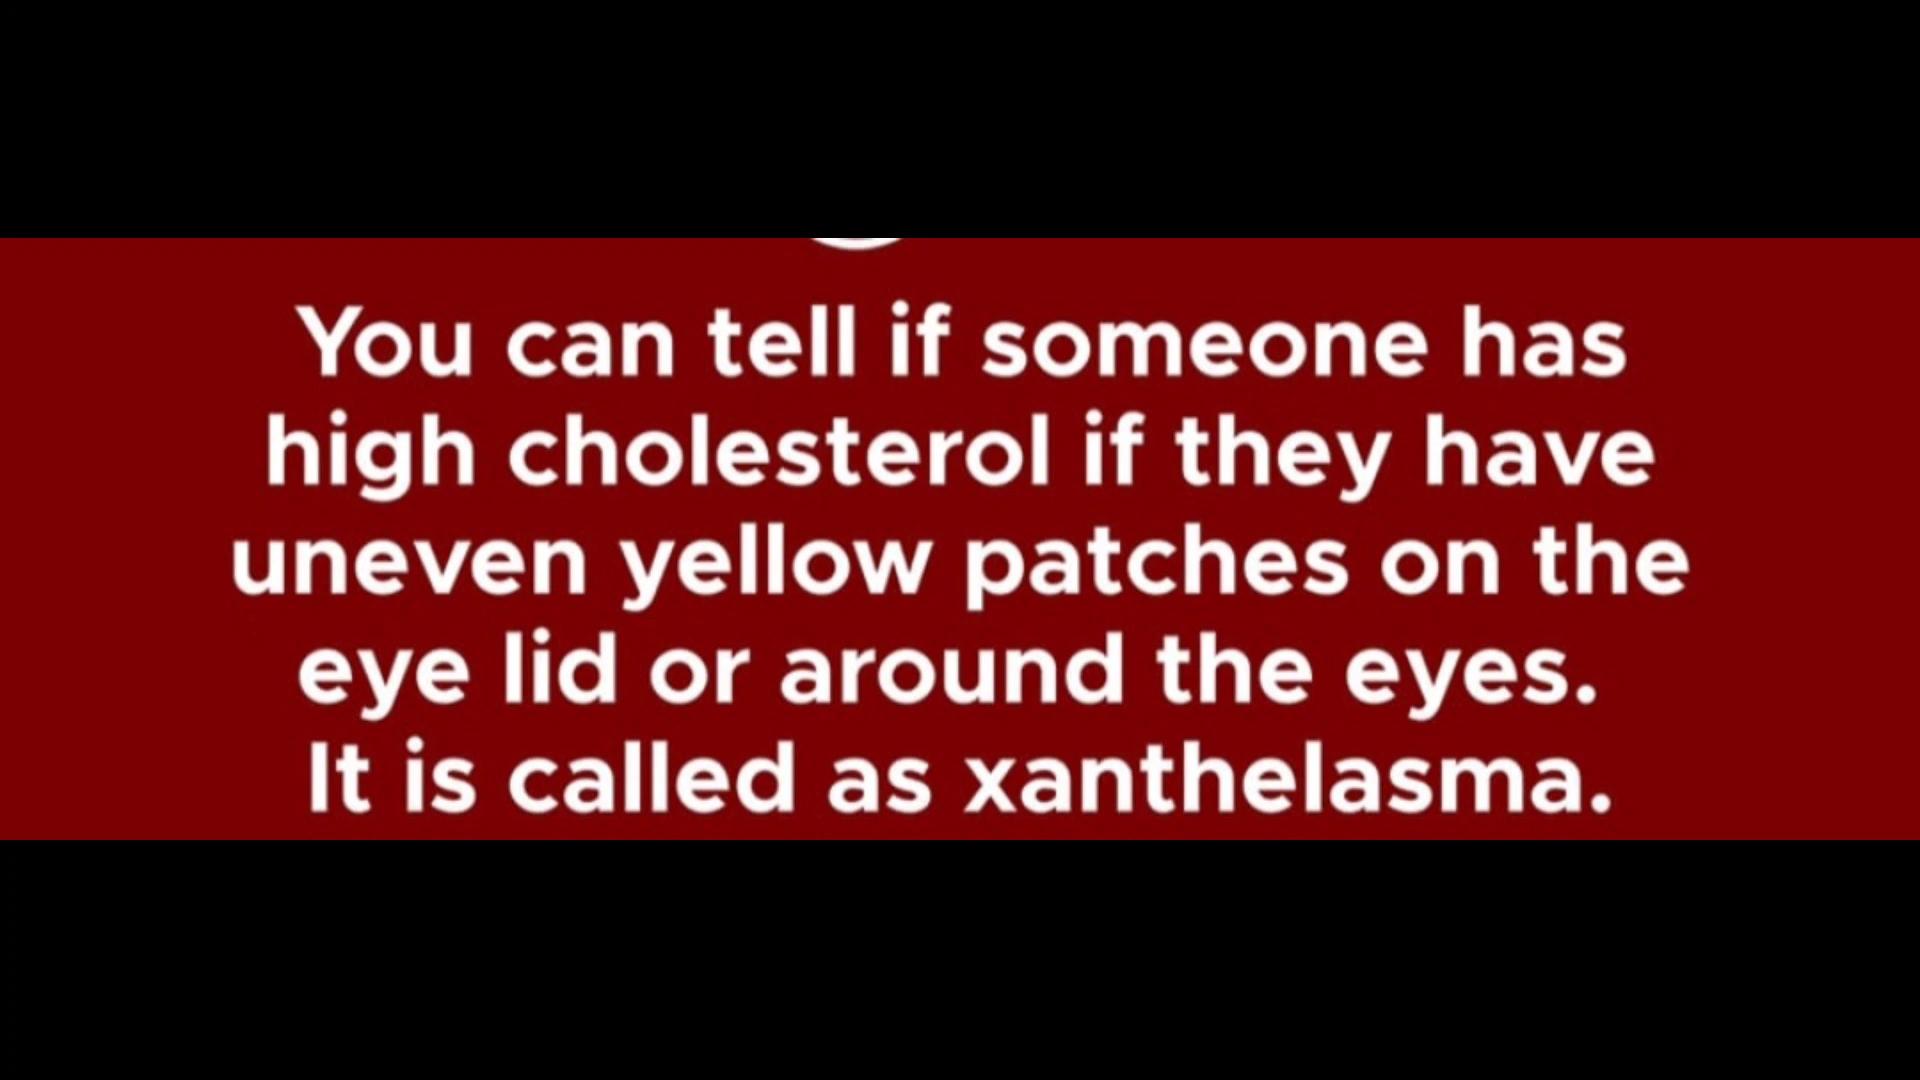 You can tell if someone has
high cholesterol if they have
uneven yellow patches on the
eye lid or around the eyes.
It is called as xanthelasma.